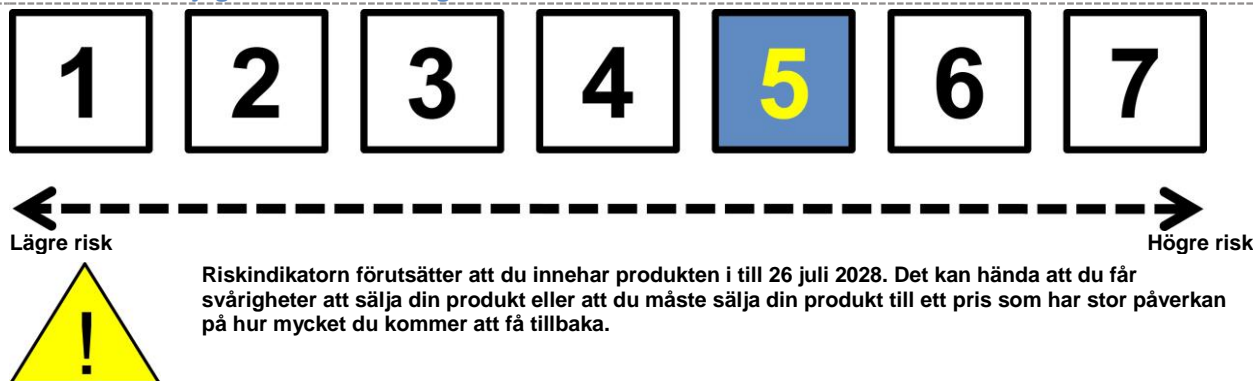 1 2 3 4 5 6 7
Lägre risk Högre risk
Riskindikatorn förutsätter att du innehar produkten i till 26 juli 2028. Det kan hända att du får
svårigheter att sälja din produkt eller att du måste sälja din produkt till ett pris som har stor påverkan
på hur mycket du kommer att få tillbaka.
!